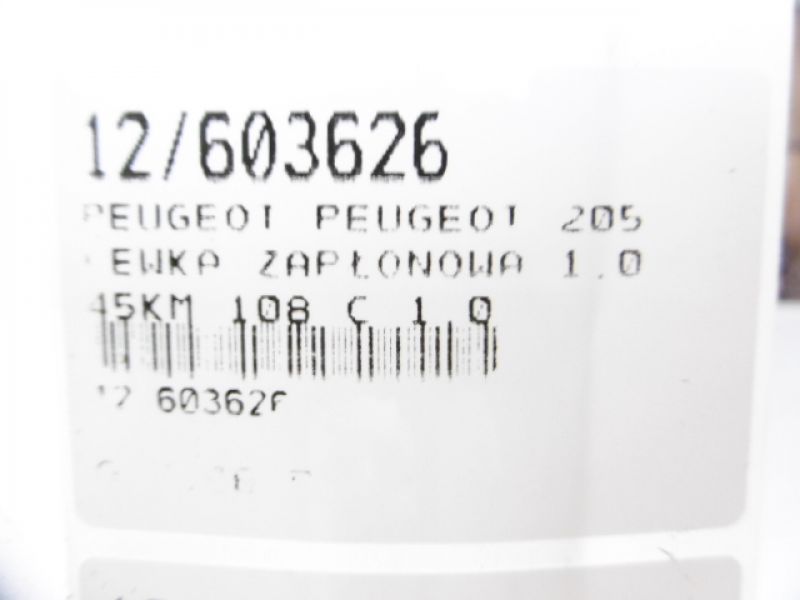 12/603626
PEUGEOT PEUGEOT 205
EWKA ZAPŁONOWA 1.0
45KM 108 C 1.0
12 603626